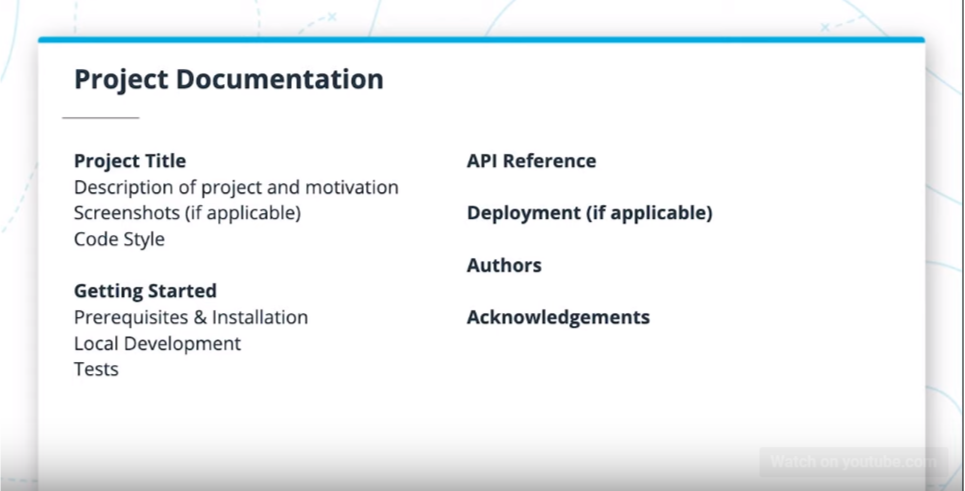 Project Documentation
Project Title
Description of project and motivation
Screenshots (if applicable)
Code Style
Getting Started
Prerequisites & Installation
Local Development
Tests
API Reference
Deployment (if applicable)
Authors
Acknowledgements
Watch on youtube.com